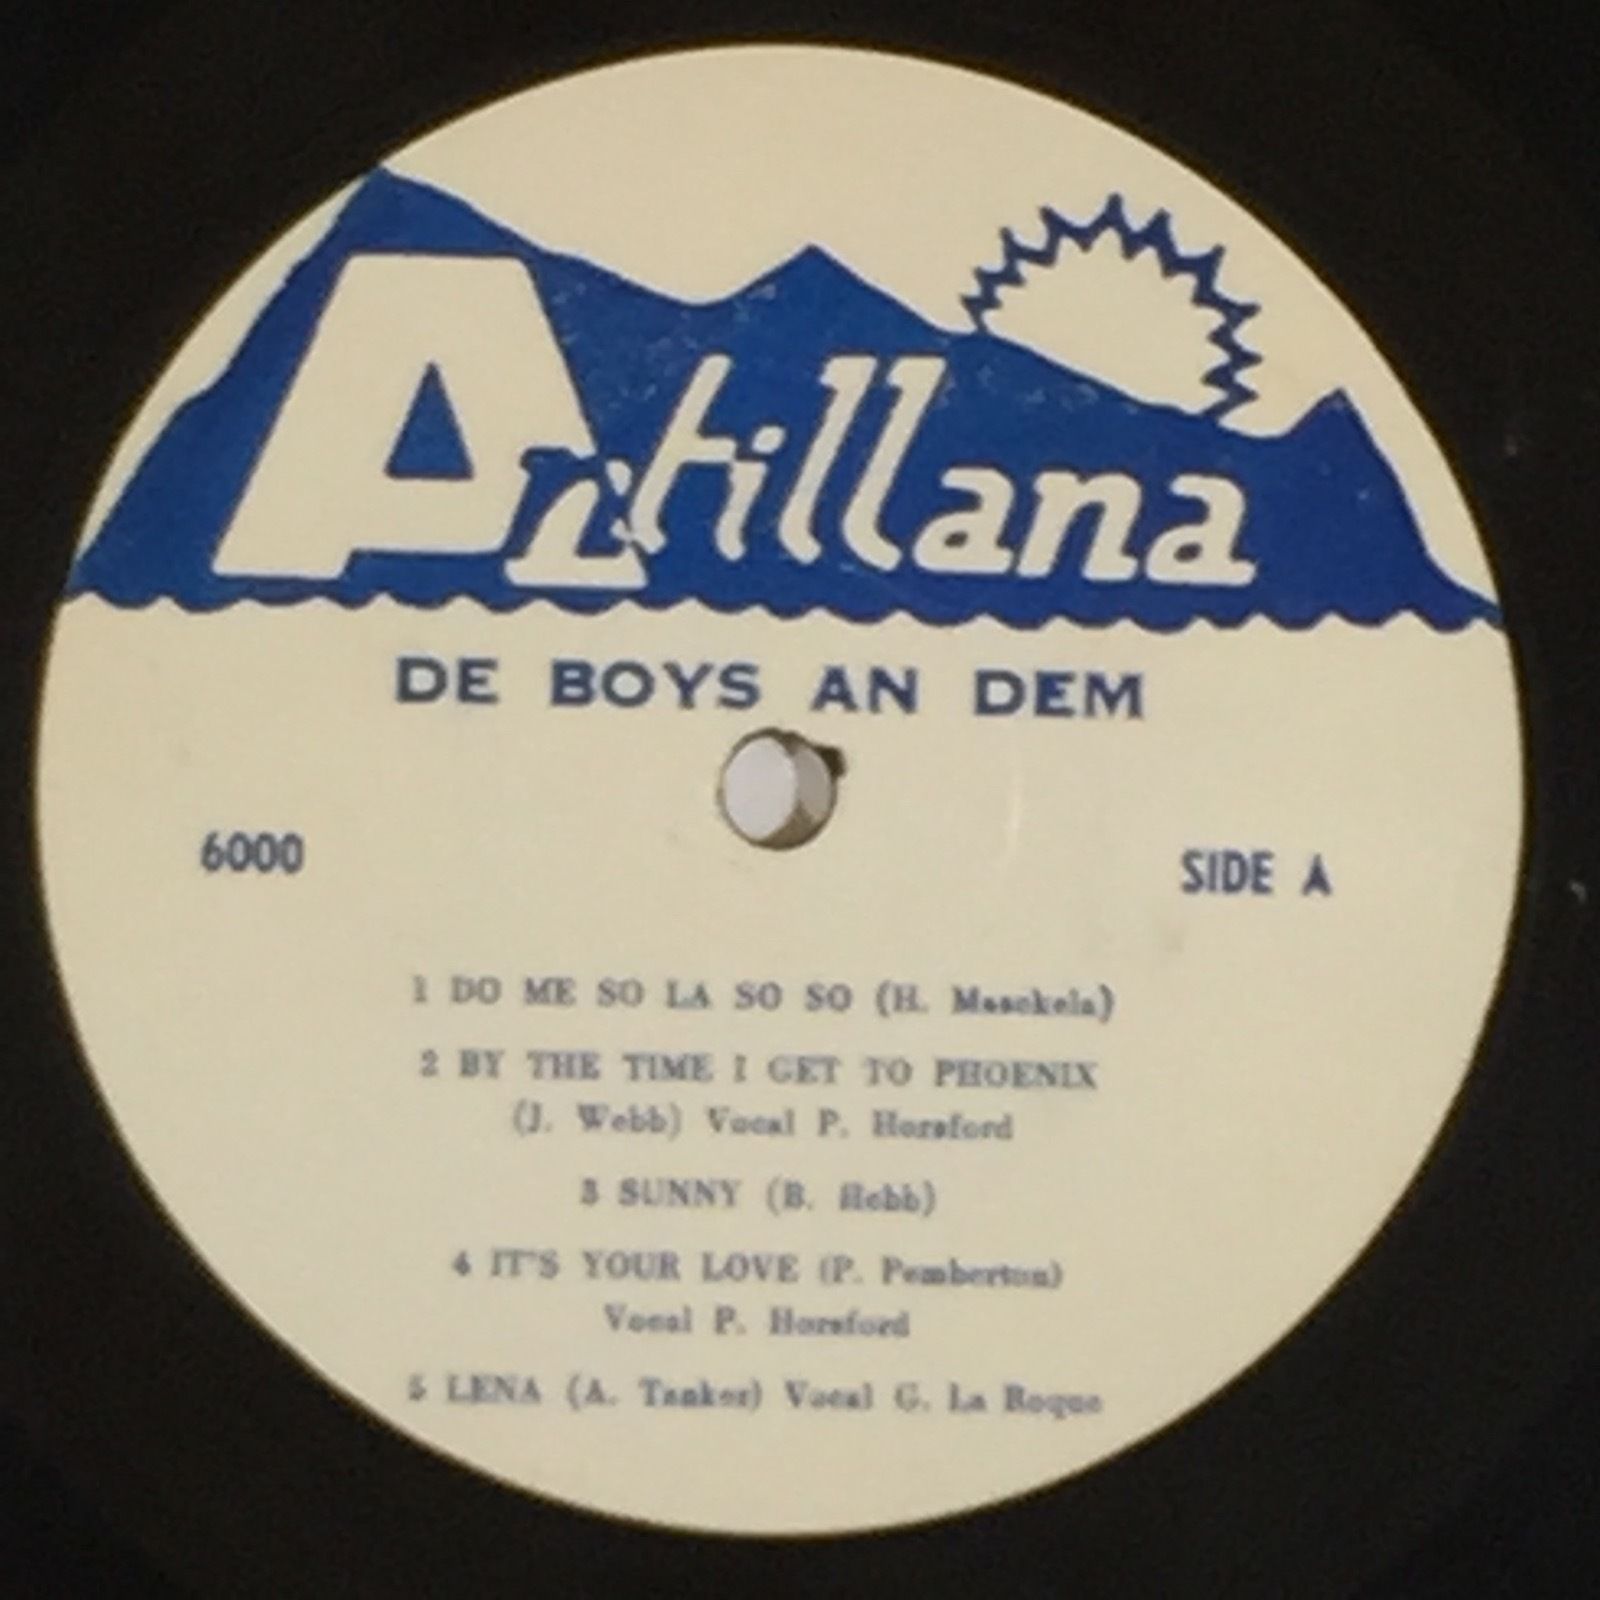 Antillana
DE BOYS AN DEM
6000
SIDE A
1 DO ME SO LA SO SO (H. Masekela)
2 BY THE TIME I GET TO PHOENIX
(J. Webb) Vocal P. Horsford
3 SUNNY (B. Hebb)
4 IT'S YOUR LOVE (P. Pemberton)
Vocal P. Horsford
5 LENA (A. Tanker) Vocal G. La Roque